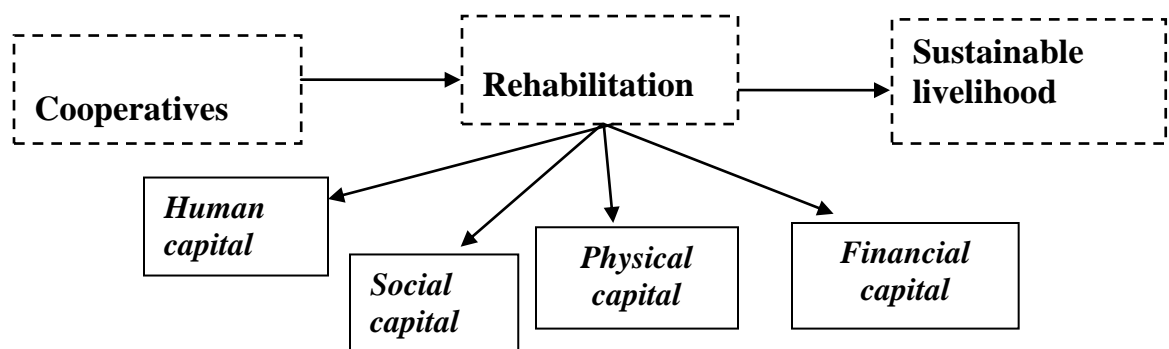 Cooperatives
Rehabilitation
Sustainable
livelihood
Human
capital
Social
capital
Physical
capital
Financial
capital